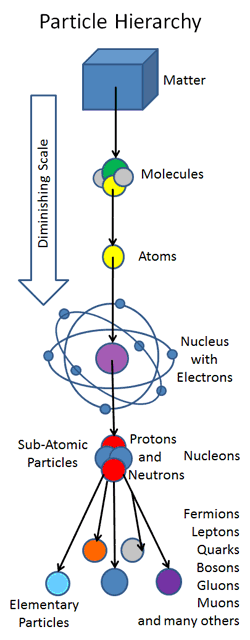 Particle Hierarchy
Matter
Diminishing Scale
Molecules
Atoms
Nucleus
with
Electrons
Sub-Atomic
Particles
Protons
and
Neutrons
Nucleons
Fermions
Leptons
Quarks
Bosons
Gluons
Muons
and many others
Elementary
Particles